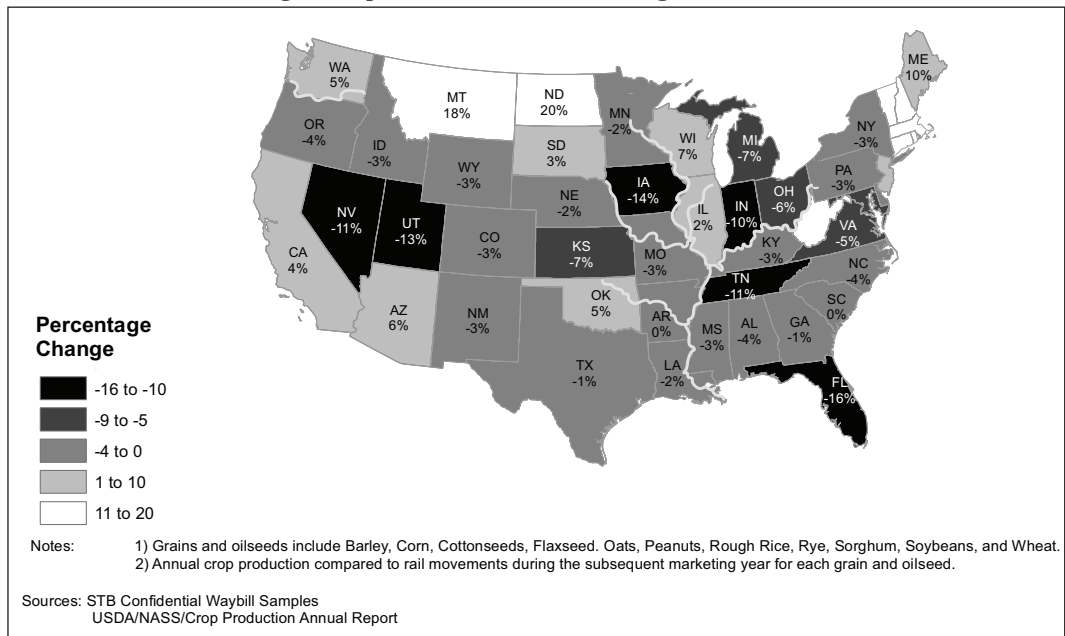 WA
5%
MT
18%
ND
20%
MN
-2%
ME
10%
OR
-4%
ID
-3%
WY
-3%
SD
3%
WI
7%
MI
-7%
NY
-3%
PA
-3%
NV
-11%
UT
-13%
CO
-3%
NE
-2%
IA
-14%
IL
2%
IN
-10%
OH
-6%
VA
-5%
CA
4%
AZ
6%
NM
-3%
KS
-7%
OK
5%
MO
-3%
KY
-3%
TN
-11%
NC
-4%
SC
0%
TX
-1%
AR
0%
LA
-2%
MS
-3%
AL
-4%
GA
-1%
FL
-16%
Percentage
Change
-16 to -10
-9 to -5
-4 to 0
1 to 10
11 to 20
Notes: 1) Grains and oilseeds include Barley, Corn, Cottonseeds, Flaxseed. Oats, Peanuts, Rough Rice, Rye, Sorghum, Soybeans, and Wheat.
2) Annual crop production compared to rail movements during the subsequent marketing year for each grain and oilseed.
Sources: STB Confidential Waybill Samples
USDA/NASS/Crop Production Annual Report